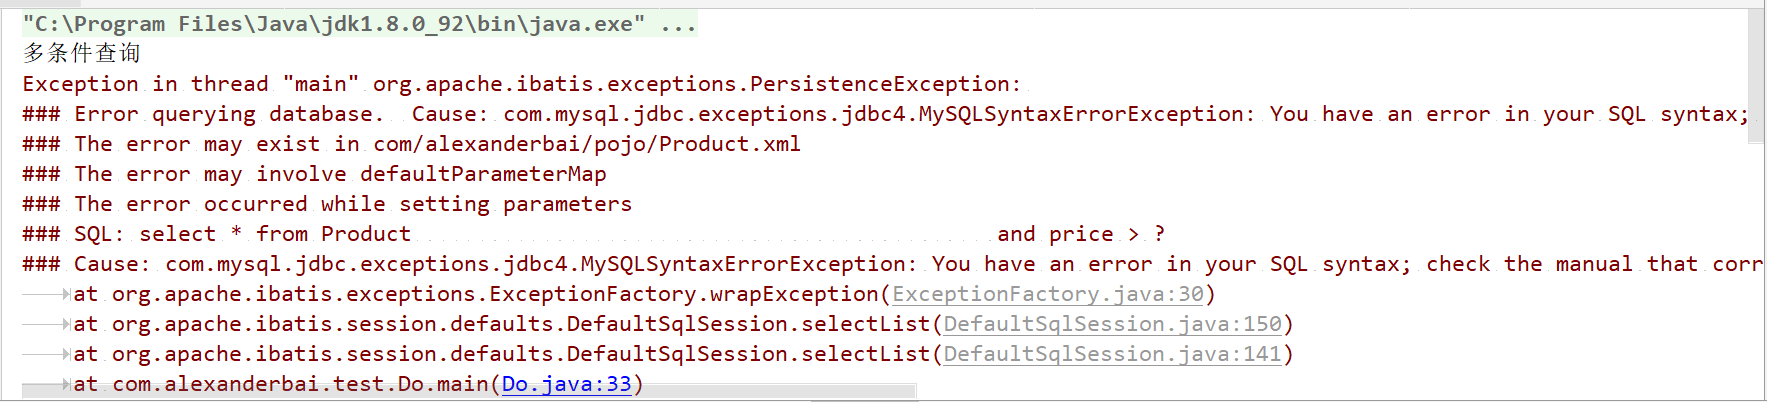 "C:\Program Files\Java\jdk1.8.0_92\bin\java.exe" ...
多条件查询
Exception in thread "main" org.apache.ibatis.exceptions.PersistenceException:
### Error querying database.  Cause: com.mysql.jdbc.exceptions.jdbc4.MySQLSyntaxErrorException: You have an error in your SQL syntax;
### The error may exist in com/alexanderbai/pojo/Product.xml
### The error may involve defaultParameterMap
### The error occurred while setting parameters
### SQL: select * from Product                                             and price > ?
### Cause: com.mysql.jdbc.exceptions.jdbc4.MySQLSyntaxErrorException: You have an error in your SQL syntax; check the manual that corr
at org.apache.ibatis.exceptions.ExceptionFactory.wrapException(ExceptionFactory.java:30)
at org.apache.ibatis.session.defaults.DefaultSqlSession.selectList(DefaultSqlSession.java:150)
at org.apache.ibatis.session.defaults.DefaultSqlSession.selectList(DefaultSqlSession.java:141)
at com.alexanderbai.test.Do.main(Do.java:33)